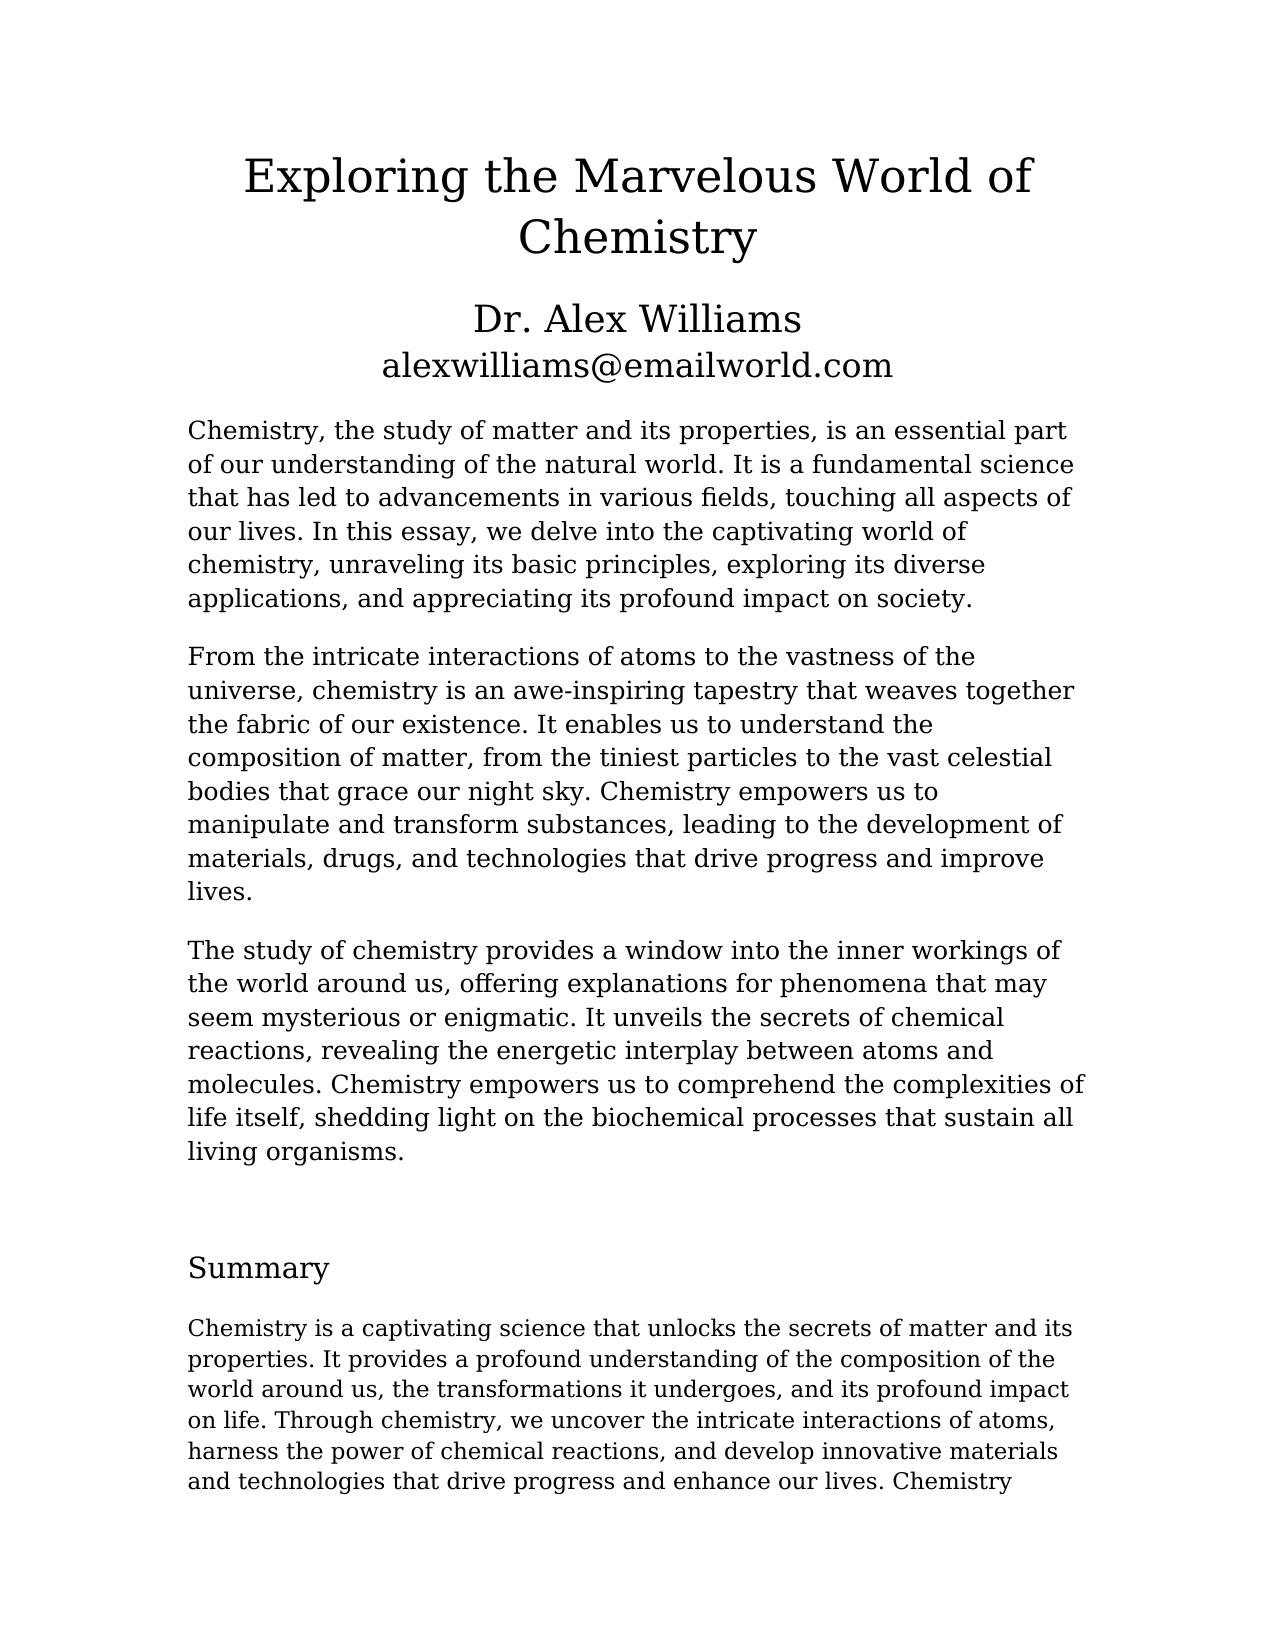 Exploring the Marvelous World of
Chemistry
Dr. Alex Williams
alexwilliams@emailworld.com
Chemistry, the study of matter and its properties, is an essential part
of our understanding of the natural world. It is a fundamental science
that has led to advancements in various fields, touching all aspects of
our lives. In this essay, we delve into the captivating world of
chemistry, unraveling its basic principles, exploring its diverse
applications, and appreciating its profound impact on society.
From the intricate interactions of atoms to the vastness of the
universe, chemistry is an awe-inspiring tapestry that weaves together
the fabric of our existence. It enables us to understand the
composition of matter, from the tiniest particles to the vast celestial
bodies that grace our night sky. Chemistry empowers us to
manipulate and transform substances, leading to the development of
materials, drugs, and technologies that drive progress and improve
lives.
The study of chemistry provides a window into the inner workings of
the world around us, offering explanations for phenomena that may
seem mysterious or enigmatic. It unveils the secrets of chemical
reactions, revealing the energetic interplay between atoms and
molecules. Chemistry empowers us to comprehend the complexities of
life itself, shedding light on the biochemical processes that sustain all
living organisms.
Summary
Chemistry is a captivating science that unlocks the secrets of matter and its
properties. It provides a profound understanding of the composition of the
world around us, the transformations it undergoes, and its profound impact
on life. Through chemistry, we uncover the intricate interactions of atoms,
harness the power of chemical reactions, and develop innovative materials
and technologies that drive progress and enhance our lives. Chemistry